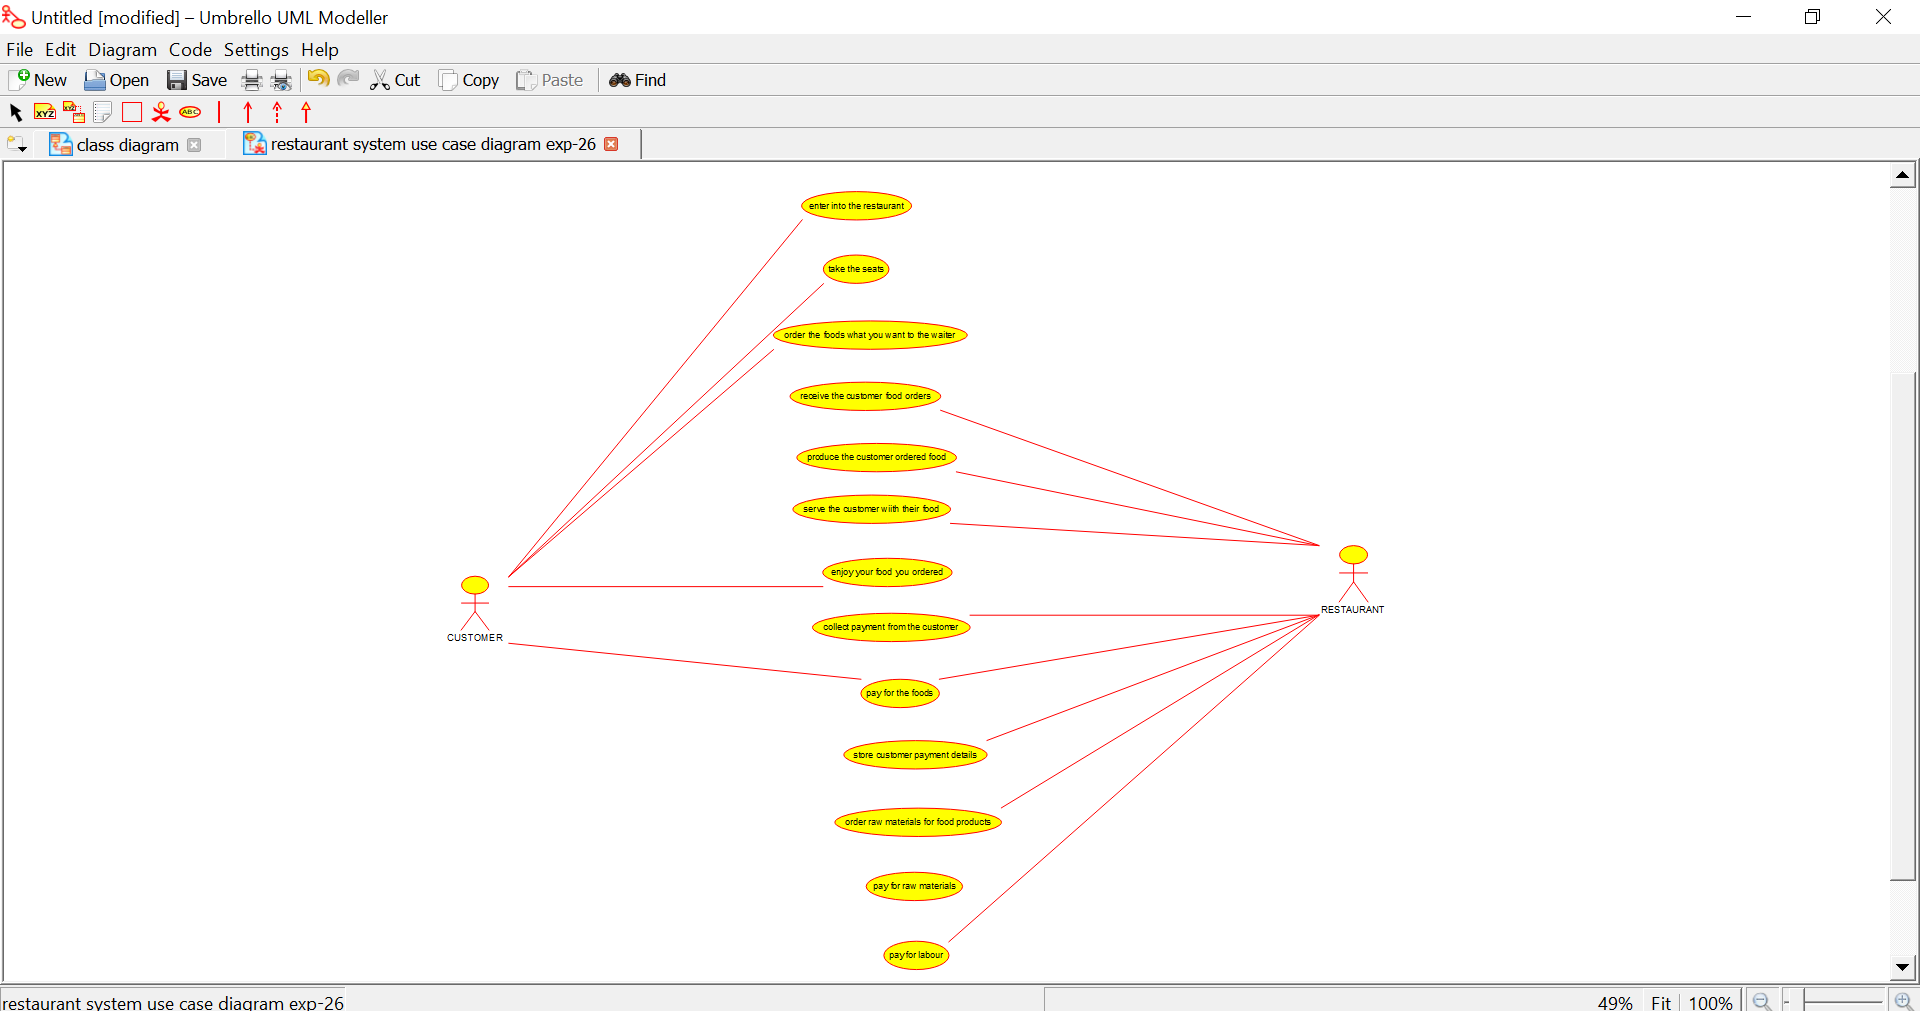 Untitled [modified] – Umbrello UML Modeller
File Edit Diagram Code Settings Help
New Open Save Cut Copy Paste Find
XYZ XYZ ABC
class diagram restaurant system use case diagram exp-26
enter into the restaurant
take the seats
order the foods what you want to the waiter
receive the customer food orders
produce the customer ordered food
serve the customer wiith their food
enjoy your food you ordered
RESTAURANT
collect payment from the customer
CUSTOMER
pay for the foods
store customer payment details
order raw materials for food products
pay for raw materials
pay for labour
restaurant system use case diagram exp-26
49% Fit 100%